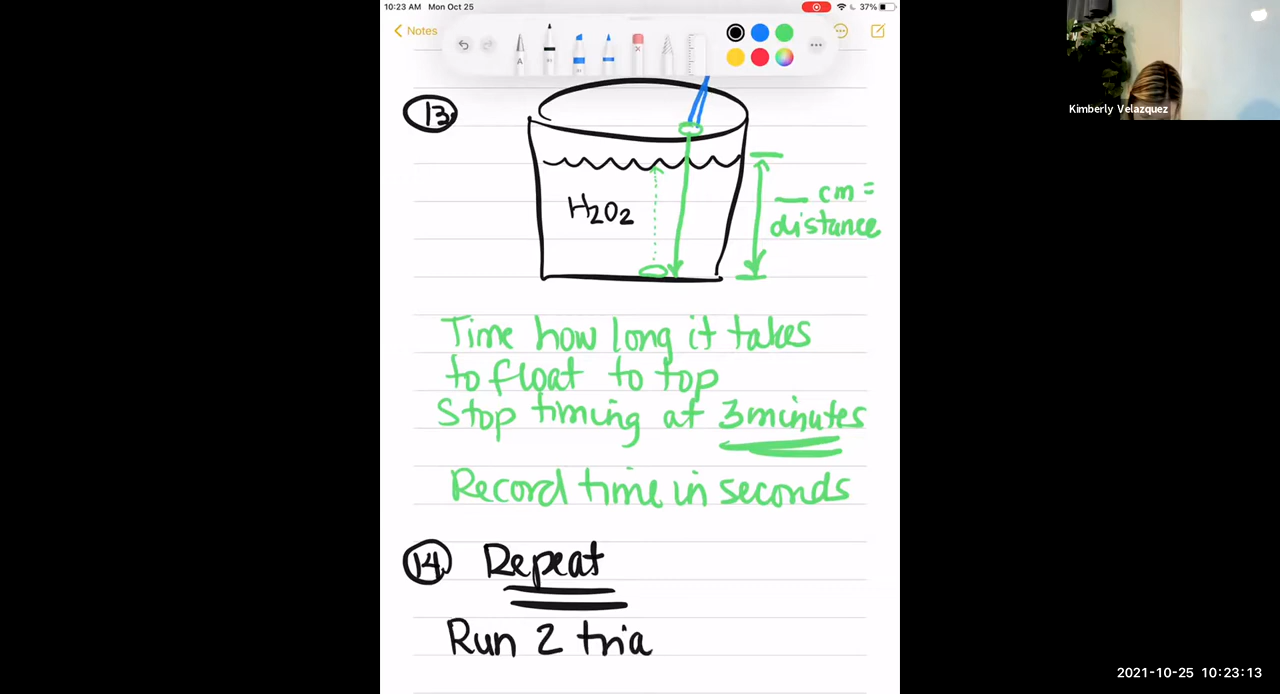 10:23 AM Mon Oct 25
37%
Notes
A
13.
H2O2
__ cm =
distance
Time how long it takes
to float to top
Stop timing at 3 minutes
Record time in seconds
14.
Repeat
Run 2 tria
Kimberly Velazquez
2021-10-25 10:23:13